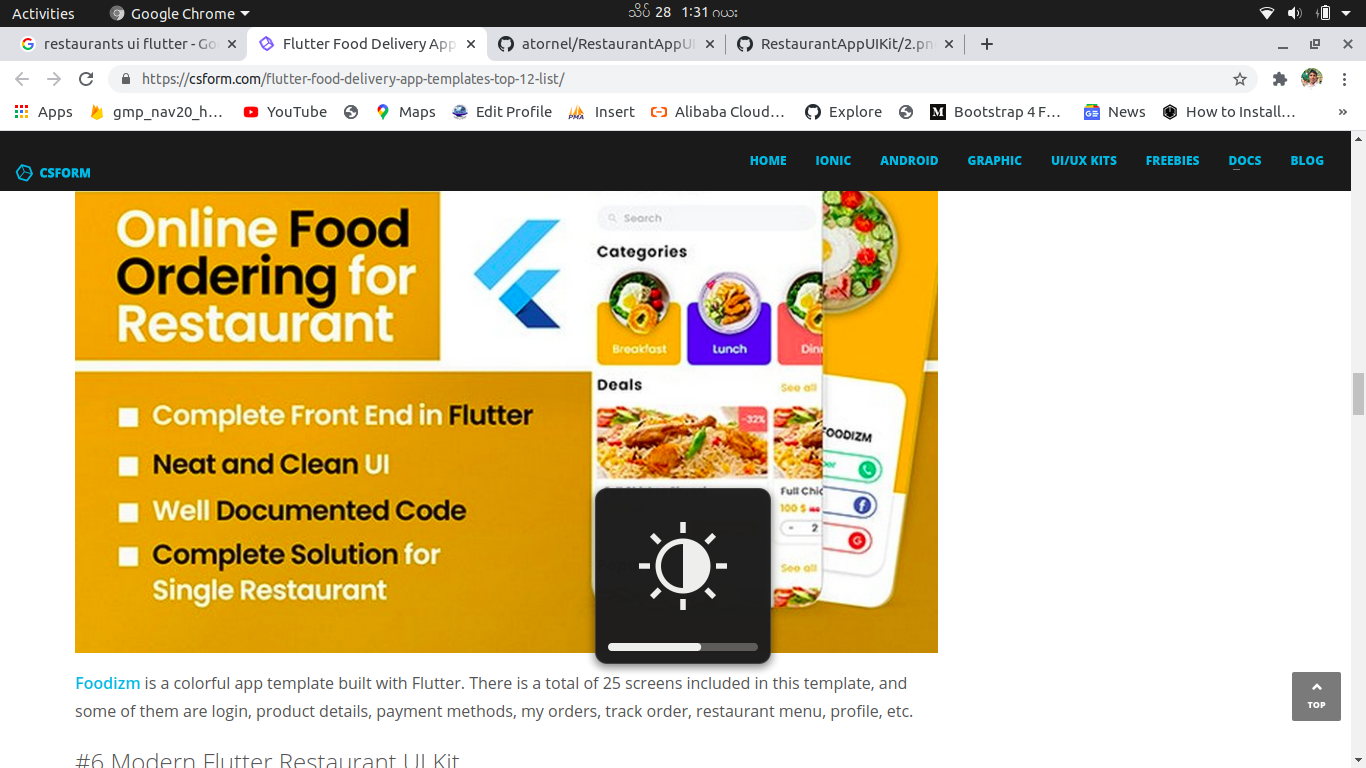 Activities
Google Chrome
သိပ် 28 1:31 ၇ယး
restaurants ui flutter - Go
Flutter Food Delivery App
atornel/RestaurantAppUI
RestaurantAppUIKit/2.pn
https://csform.com/flutter-food-delivery-app-templates-top-12-list/
Apps
gmp_nav20_h...
YouTube
Maps
Edit Profile
Insert
Alibaba Cloud...
Explore
Bootstrap 4 F...
News
How to Install...
CSFORM
HOME
IONIC
ANDROID
GRAPHIC
UI/UX KITS
FREEBIES
DOCS
BLOG
Online Food
Ordering for
Restaurant
Complete Front End in Flutter
Neat and Clean UI
Well Documented Code
Complete Solution for
Single Restaurant
Search
Categories
Breakfast
Lunch
Dinn
Deals
See all
-32%
Full Chic
100 $
- 2
See all
FOODIZM
Foodizm is a colorful app template built with Flutter. There is a total of 25 screens included in this template, and
some of them are login, product details, payment methods, my orders, track order, restaurant menu, profile, etc.
#6 Modern Flutter Restaurant UI Kit
TOP